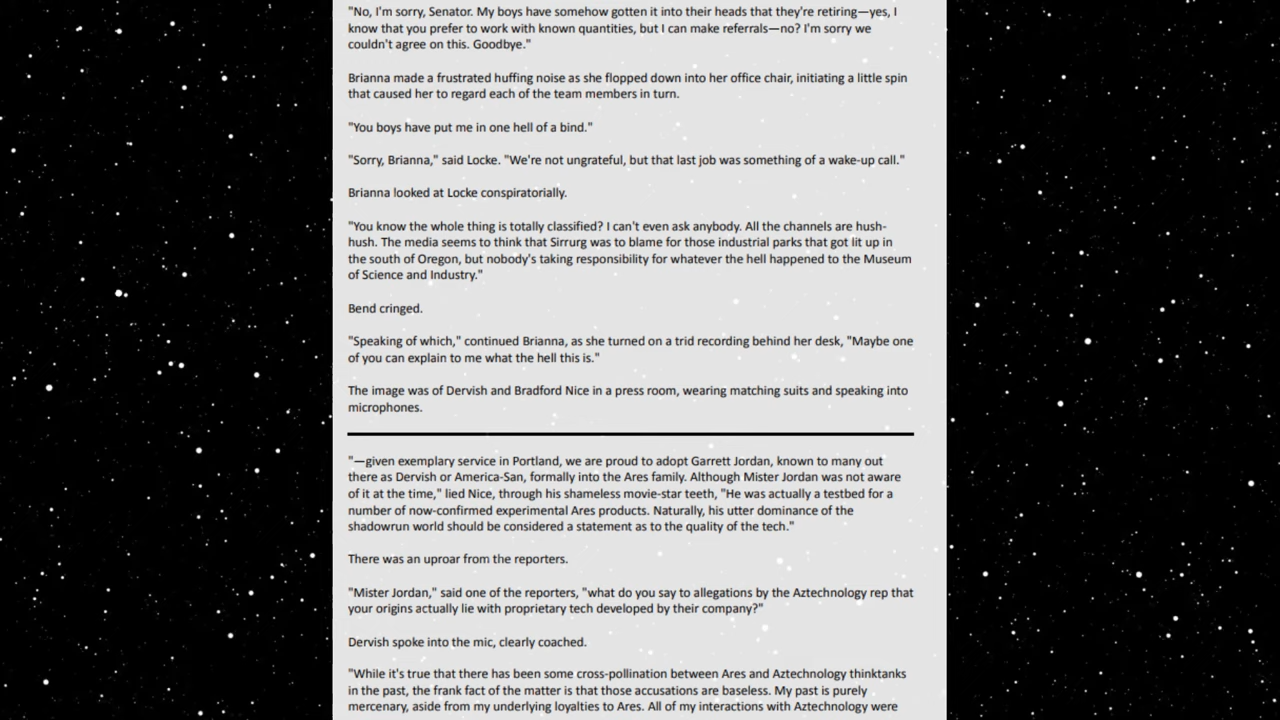 "No, I'm sorry, Senator. My boys have somehow gotten it into their heads that they're retiring—yes, I
know that you prefer to work with known quantities, but I can make referrals—no? I'm sorry we
couldn't agree on this. Goodbye."
Brianna made a frustrated huffing noise as she flopped down into her office chair, initiating a little spin
that caused her to regard each of the team members in turn.
"You boys have put me in one hell of a bind."
"Sorry, Brianna," said Locke. "We're not ungrateful, but that last job was something of a wake-up call."
Brianna looked at Locke conspiratorially.
"You know the whole thing is totally classified? I can't even ask anybody. All the channels are hush-
hush. The media seems to think that Sirrurg was to blame for those industrial parks that got lit up in
the south of Oregon, but nobody's taking responsibility for whatever the hell happened to the Museum
of Science and Industry."
Bend cringed.
"Speaking of which," continued Brianna, as she turned on a trid recording behind her desk, "Maybe one
of you can explain to me what the hell this is."
The image was of Dervish and Bradford Nice in a press room, wearing matching suits and speaking into
microphones.
"—given exemplary service in Portland, we are proud to adopt Garrett Jordan, known to many out
there as Dervish or America-San, formally into the Ares family. Although Mister Jordan was not aware
of it at the time," lied Nice, through his shameless movie-star teeth, "He was actually a testbed for a
number of now-confirmed experimental Ares products. Naturally, his utter dominance of the
shadowrun world should be considered a statement as to the quality of the tech."
There was an uproar from the reporters.
"Mister Jordan," said one of the reporters, "what do you say to allegations by the Aztechnology rep that
your origins actually lie with proprietary tech developed by their company?"
Dervish spoke into the mic, clearly coached.
"While it's true that there has been some cross-pollination between Ares and Aztechnology thinktanks
in the past, the frank fact of the matter is that those accusations are baseless. My past is purely
mercenary, aside from my underlying loyalties to Ares. All of my interactions with Aztechnology were